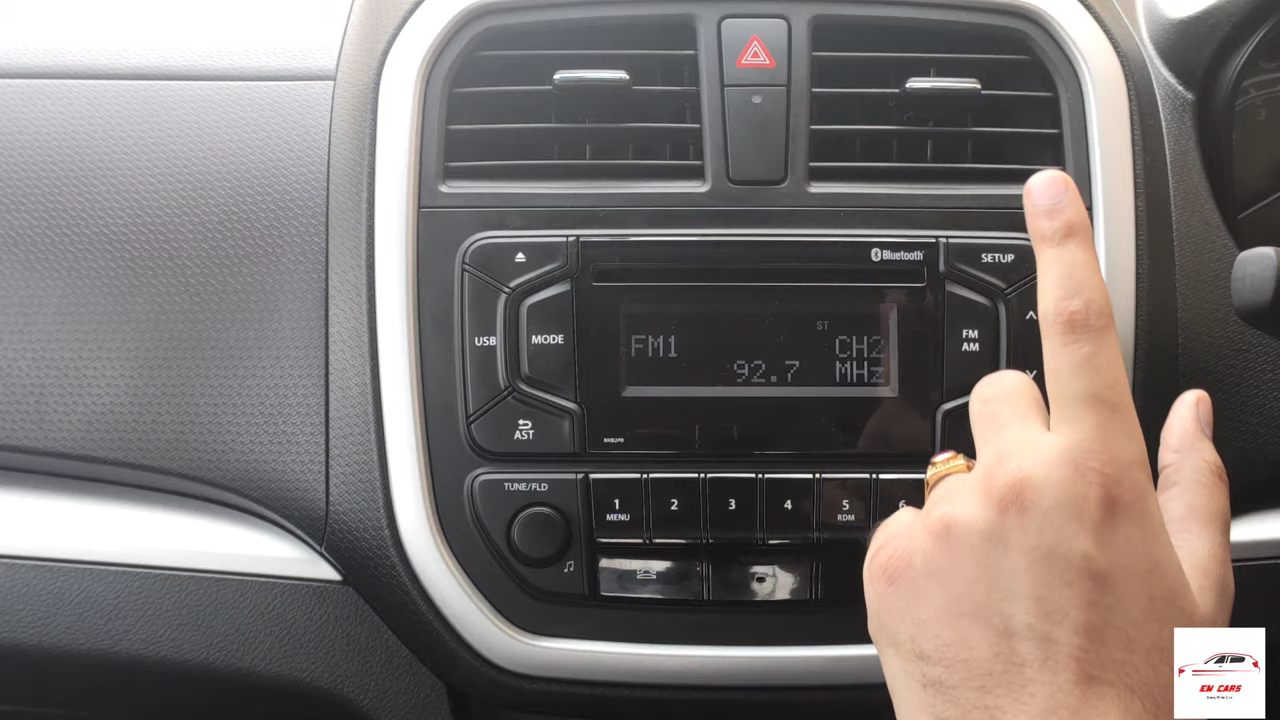 Bluetooth
SETUP
USB
MODE
FM
AM
ST
FM1
CH2
92.7
MHz
AST
TUNE/FLD
1
MENU
2
3
4
5
RDM
6
EM CARS